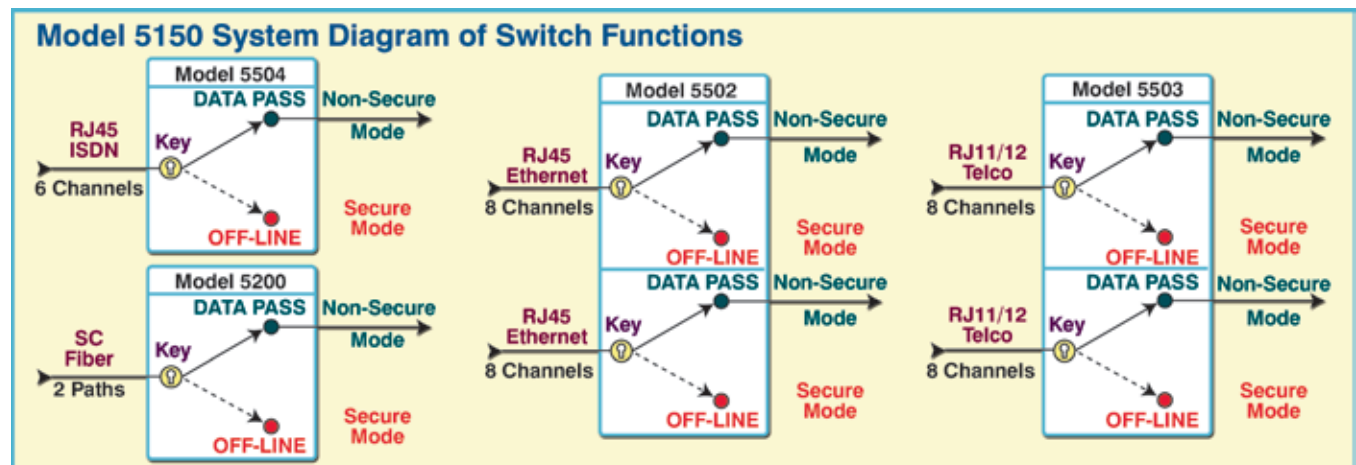 Model 5150 System Diagram of Switch Functions
Model 5504
DATA PASS
Non-Secure
Mode
RJ45
ISDN
Key
6 Channels
Secure
Mode
OFF-LINE
Model 5200
DATA PASS
Non-Secure
Mode
SC
Fiber
Key
2 Paths
Secure
Mode
OFF-LINE
Model 5502
DATA PASS
Non-Secure
Mode
RJ45
Ethernet
Key
8 Channels
Secure
Mode
OFF-LINE
DATA PASS
Non-Secure
Mode
RJ45
Ethernet
Key
8 Channels
Secure
Mode
OFF-LINE
Model 5503
DATA PASS
Non-Secure
Mode
RJ11/12
Telco
Key
8 Channels
Secure
Mode
OFF-LINE
DATA PASS
Non-Secure
Mode
RJ11/12
Telco
Key
8 Channels
Secure
Mode
OFF-LINE